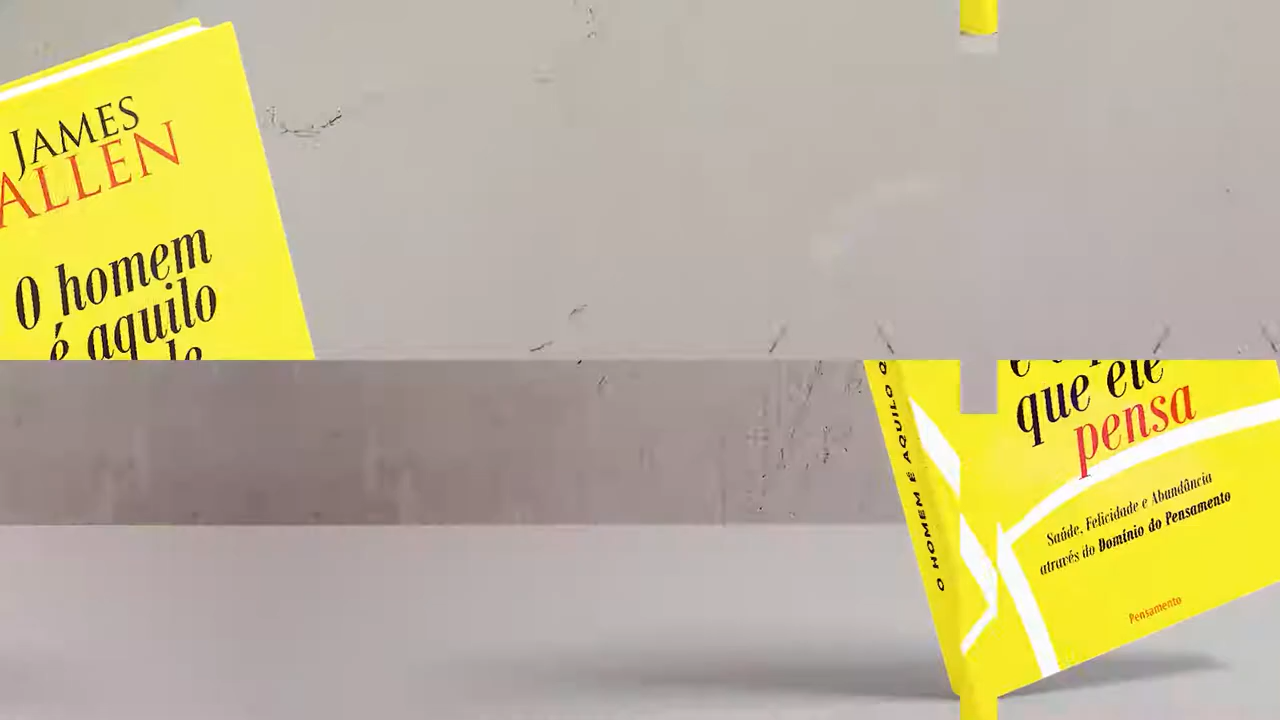 JAMES
ALLEN
O homem
é aquilo
que ele
pensa
Saúde, Felicidade e Abundância
através do Domínio do Pensamento
Pensamento
O HOMEM É AQUILO